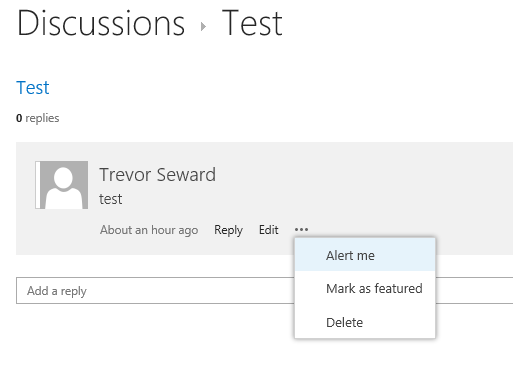 Discussions ▸ Test
Test
0 replies
Trevor Seward
test
About an hour ago Reply Edit •••
Alert me
Mark as featured
Delete
Add a reply